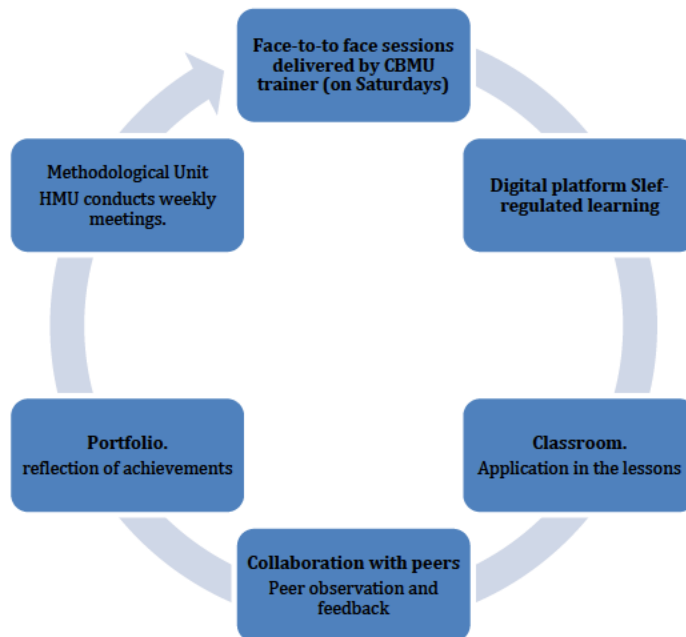 Face-to-to face sessions
delivered by CBMU
trainer (on Saturdays)
Digital platform Slef-
regulated learning
Classroom.
Application in the lessons
Collaboration with peers
Peer observation and
feedback
Portfolio.
reflection of achievements
Methodological Unit
HMU conducts weekly
meetings.